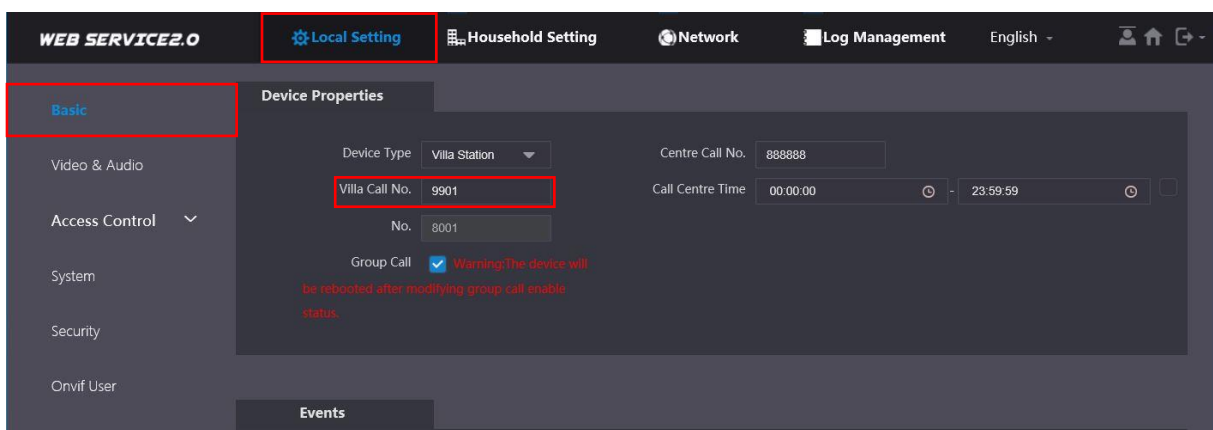 WEB SERVICE2.0 Local Setting Household Setting Network Log Management English
Basic
Video & Audio
Access Control
System
Security
Onvif User
Device Properties
Device Type Villa Station Centre Call No. 888888
Villa Call No. 9901 Call Centre Time 00:00:00 - 23:59:59
No. 8001
Group Call Warning:The device will
be rebooted after modifying group call enable
status.
Events